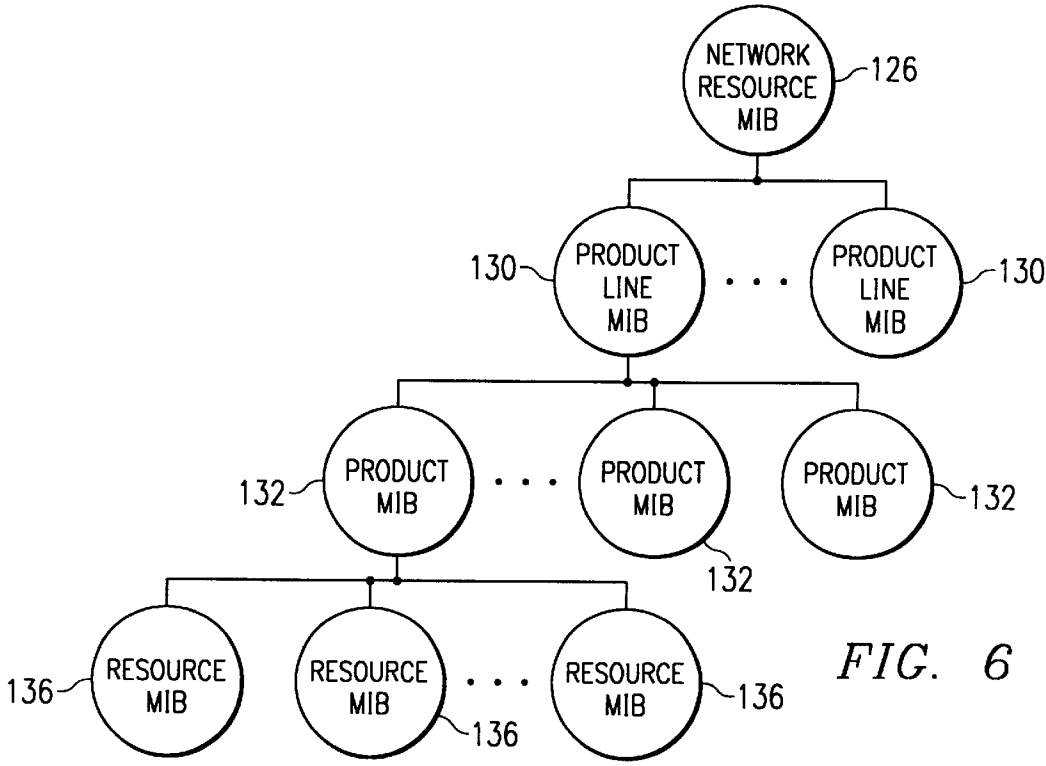 NETWORK
RESOURCE
MIB
126
PRODUCT
LINE
MIB
130
PRODUCT
LINE
MIB
130
PRODUCT
MIB
132
PRODUCT
MIB
132
PRODUCT
MIB
132
RESOURCE
MIB
136
RESOURCE
MIB
136
RESOURCE
MIB
136
FIG. 6